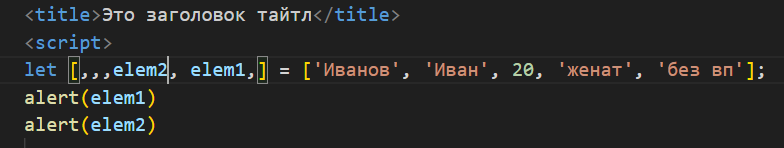 <title>Это заголовок тайтл</title>
<script>
let [,,,elem2, elem1,] = ['Иванов', 'Иван', 20, 'женат', 'без вп'];
alert(elem1)
alert(elem2)